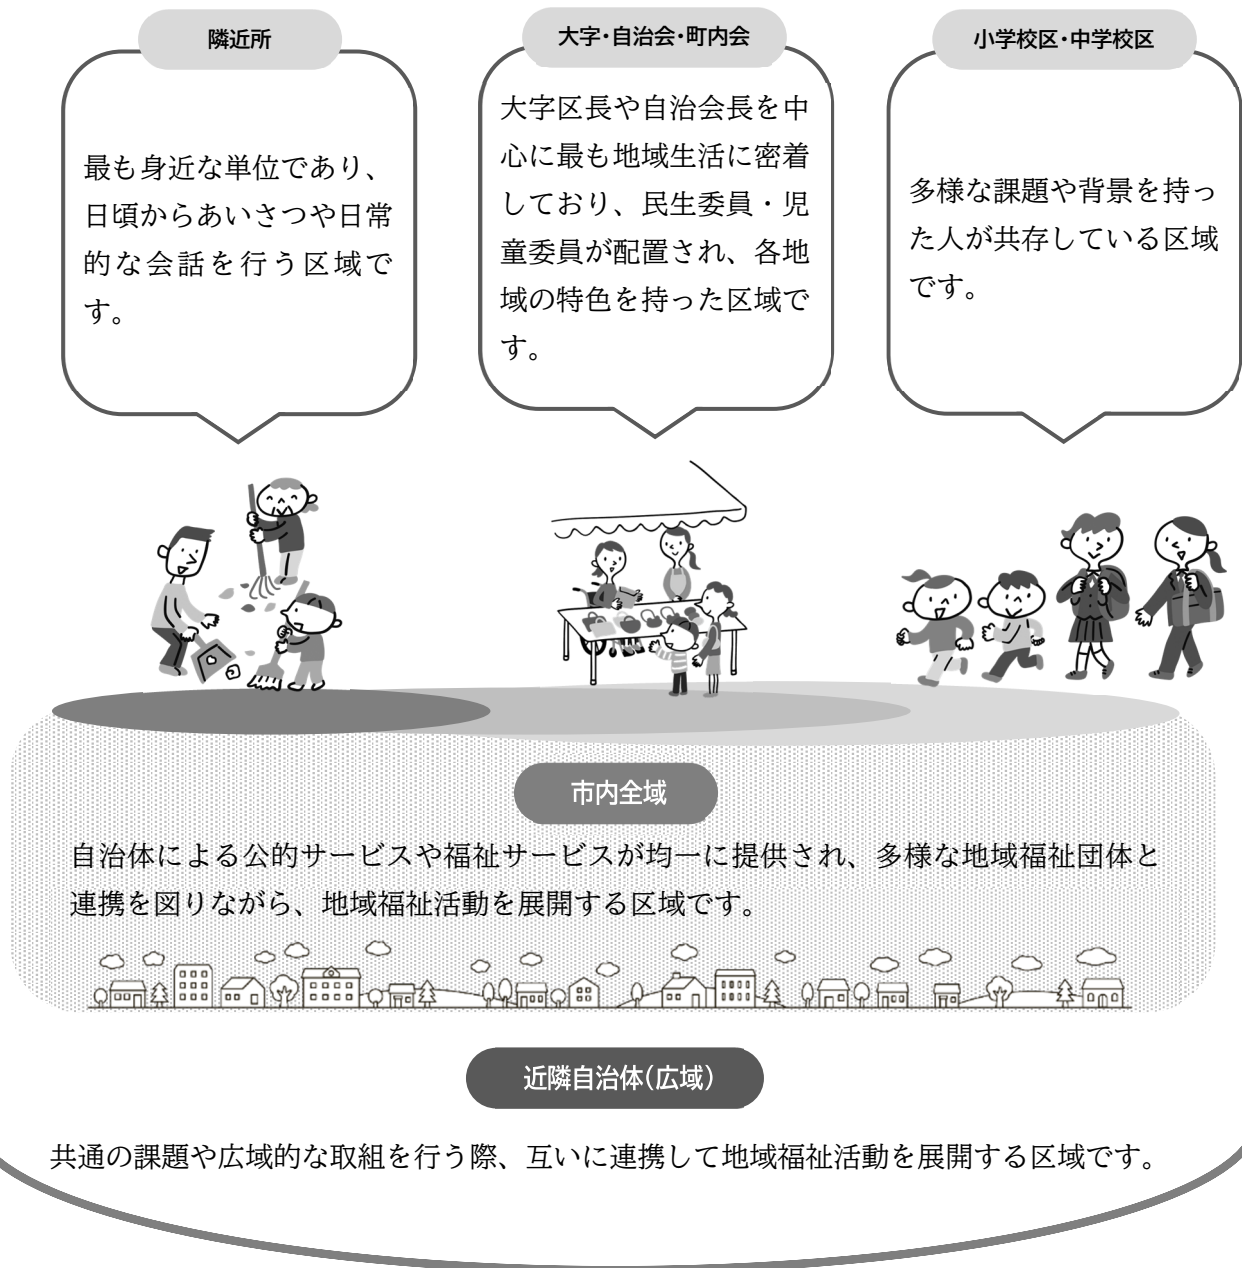 隣近所
最も身近な単位であり、
日頃からあいさつや日常
的な会話を行う区域で
す。
大字・自治会・町内会
大字区長や自治会長を中
心に最も地域生活に密着
しており、民生委員・児
童委員が配置され、各地
域の特色を持った区域で
す。
小学校区・中学校区
多様な課題や背景を持っ
た人が共存している区域
です。
市内全域
自治体による公的サービスや福祉サービスが均一に提供され、多様な地域福祉団体と
連携を図りながら、地域福祉活動を展開する区域です。
近隣自治体（広域）
共通の課題や広域的な取組を行う際、互いに連携して地域福祉活動を展開する区域です。